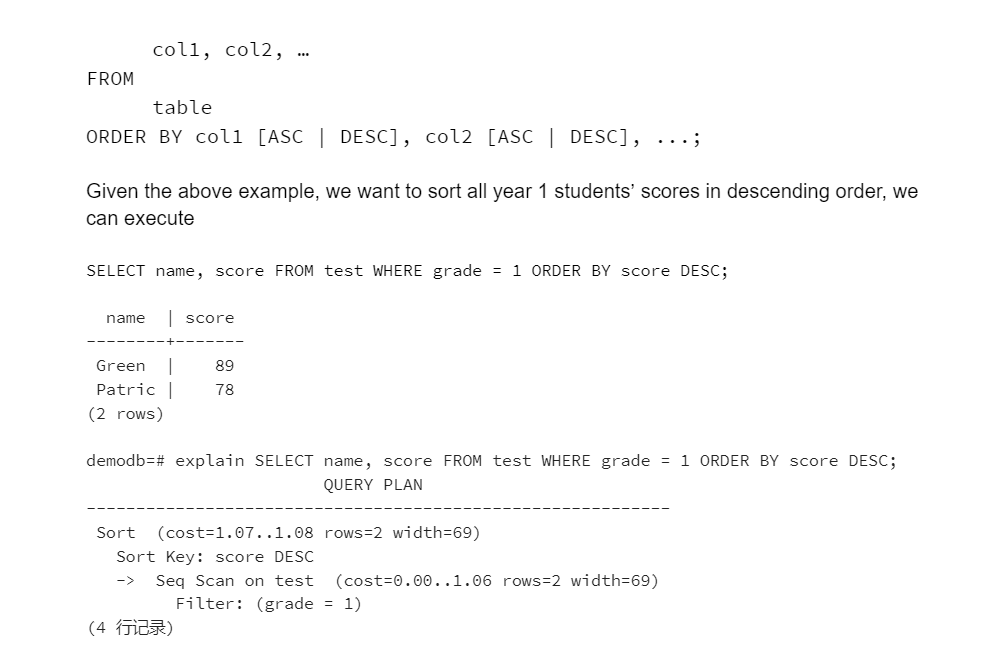 col1, col2, …
FROM
table
ORDER BY col1 [ASC | DESC], col2 [ASC | DESC], ...;
Given the above example, we want to sort all year 1 students’ scores in descending order, we
can execute
SELECT name, score FROM test WHERE grade = 1 ORDER BY score DESC;
name | score
--------+-------
Green | 89
Patric | 78
(2 rows)
demodb=# explain SELECT name, score FROM test WHERE grade = 1 ORDER BY score DESC;
QUERY PLAN
-----------------------------------------------------------
Sort (cost=1.07..1.08 rows=2 width=69)
Sort Key: score DESC
-> Seq Scan on test (cost=0.00..1.06 rows=2 width=69)
Filter: (grade = 1)
(4 行记录)